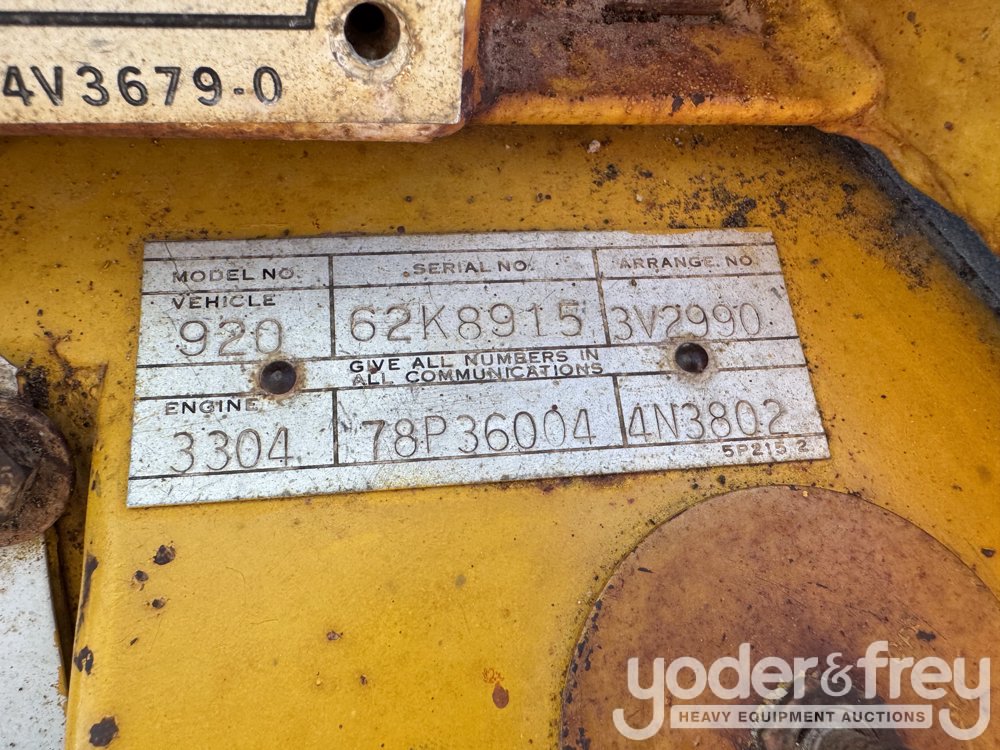 4V3679-0
MODEL NO. SERIAL NO. ARRANGE. NO.
VEHICLE
920 62K8915 3V2990
GIVE ALL NUMBERS IN
ALL COMMUNICATIONS
ENGINE
3304 78P36004 4N3802
5P215 2
yoder&frey
HEAVY EQUIPMENT AUCTIONS